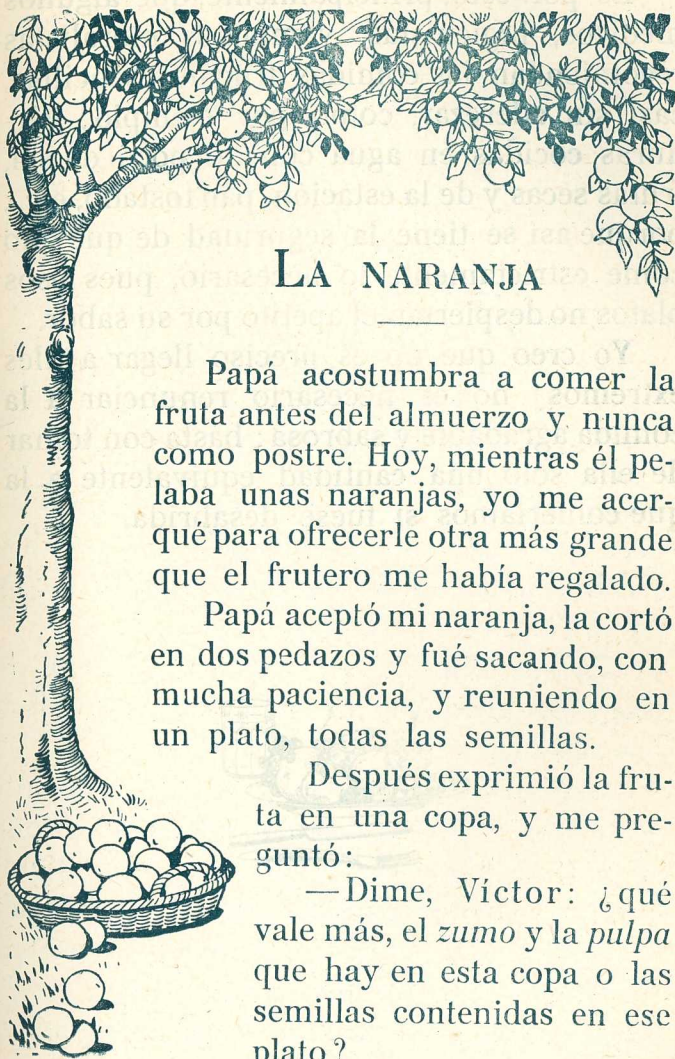 LA NARANJA
Papá acostumbra a comer la
fruta antes del almuerzo y nunca
como postre. Hoy, mientras él pe-
laba unas naranjas, yo me acer-
qué para ofrecerle otra más grande
que el frutero me había regalado.
Papá aceptó mi naranja, la cortó
en dos pedazos y fué sacando, con
mucha paciencia, y reuniendo en
un plato, todas las semillas.
Después exprimió la fru-
ta en una copa, y me pre-
guntó:
— Dime, Víctor: ¿qué
vale más, el zumo y la pulpa
que hay en esta copa o las
semillas contenidas en ese
plato?